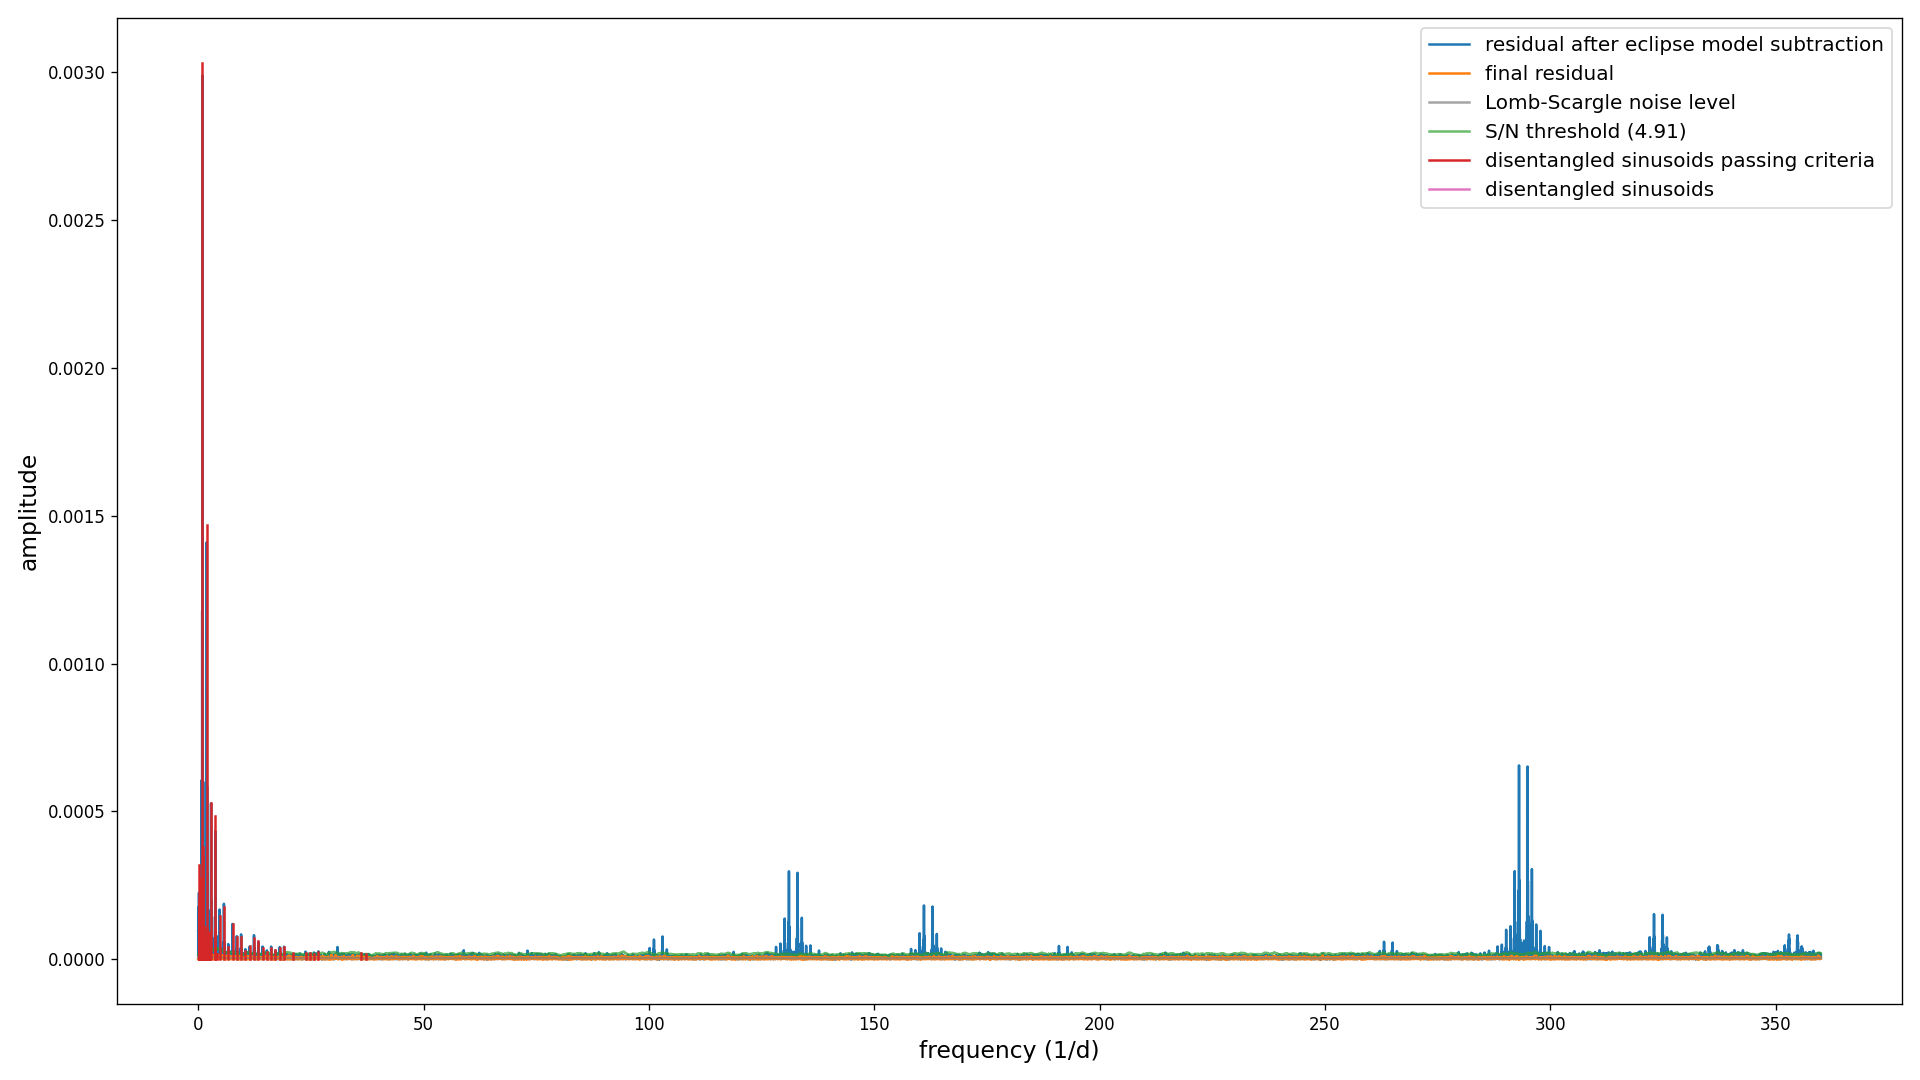 residual after eclipse model subtraction
final residual
Lomb-Scargle noise level
S/N threshold (4.91)
disentangled sinusoids passing criteria
disentangled sinusoids
0.0030
0.0025
0.0020
0.0015
0.0010
0.0005
0.0000
amplitude
0 50 100 150 200 250 300 350
frequency (1/d)